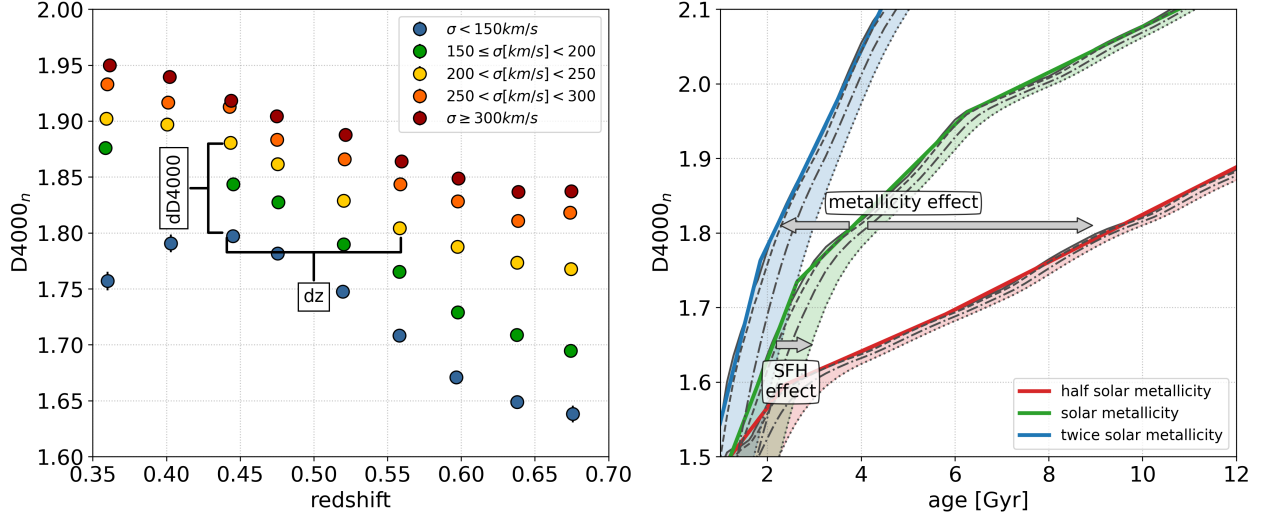 2.00
1.95
1.90
1.85
1.80
1.75
1.70
1.65
1.60
0.35 0.40 0.45 0.50 0.55 0.60 0.65 0.70
redshift
D4000ₙ
σ < 150km/s
150 ≤ σ[km/s] < 200
200 < σ[km/s] < 250
250 < σ[km/s] < 300
σ ≥ 300km/s
dD4000
dz
2.1
2.0
1.9
1.8
1.7
1.6
1.5
2 4 6 8 10 12
age [Gyr]
D4000ₙ
metallicity effect
SFH
effect
half solar metallicity
solar metallicity
twice solar metallicity